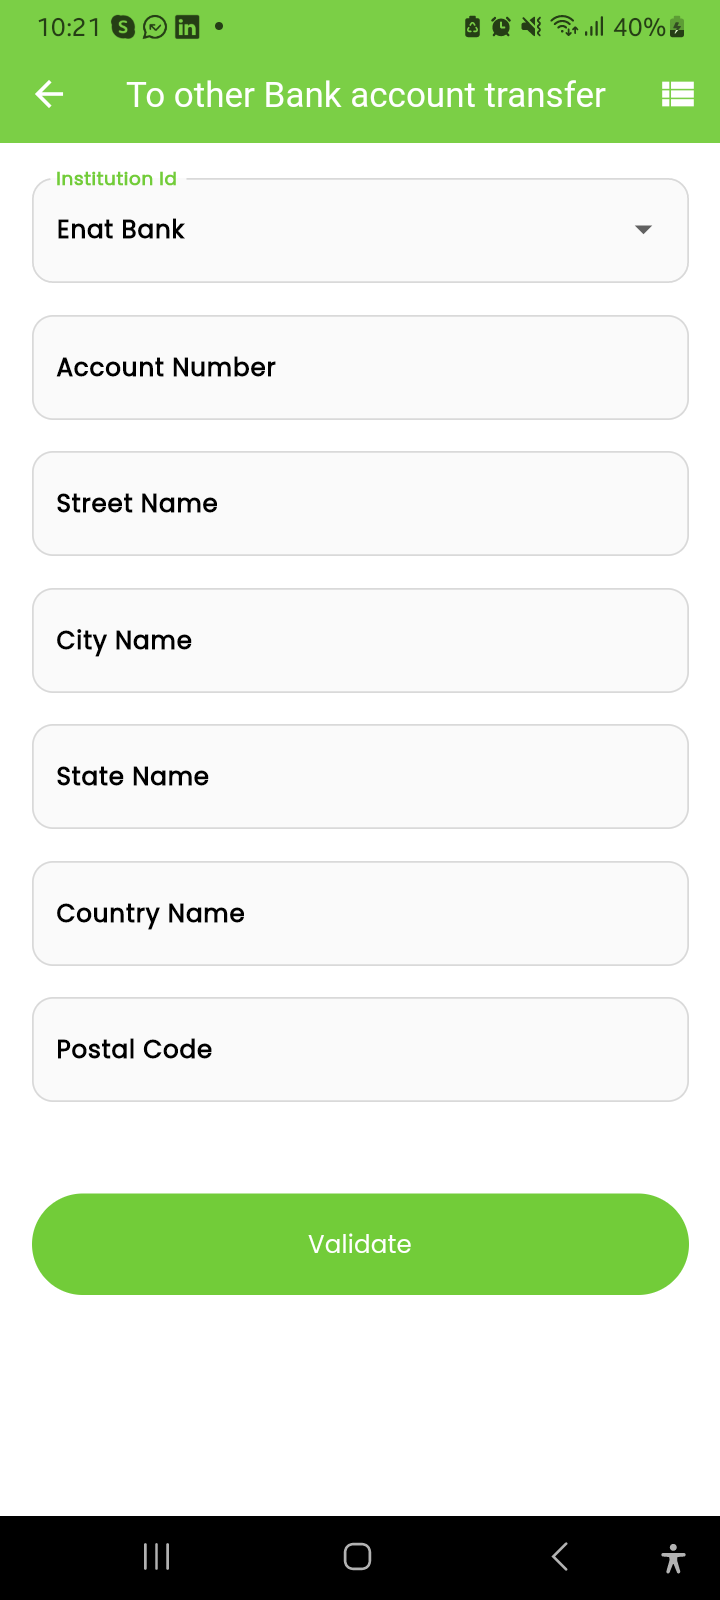 10:21 S in 40%
To other Bank account transfer
Institution Id
Enat Bank
Account Number
Street Name
City Name
State Name
Country Name
Postal Code
Validate